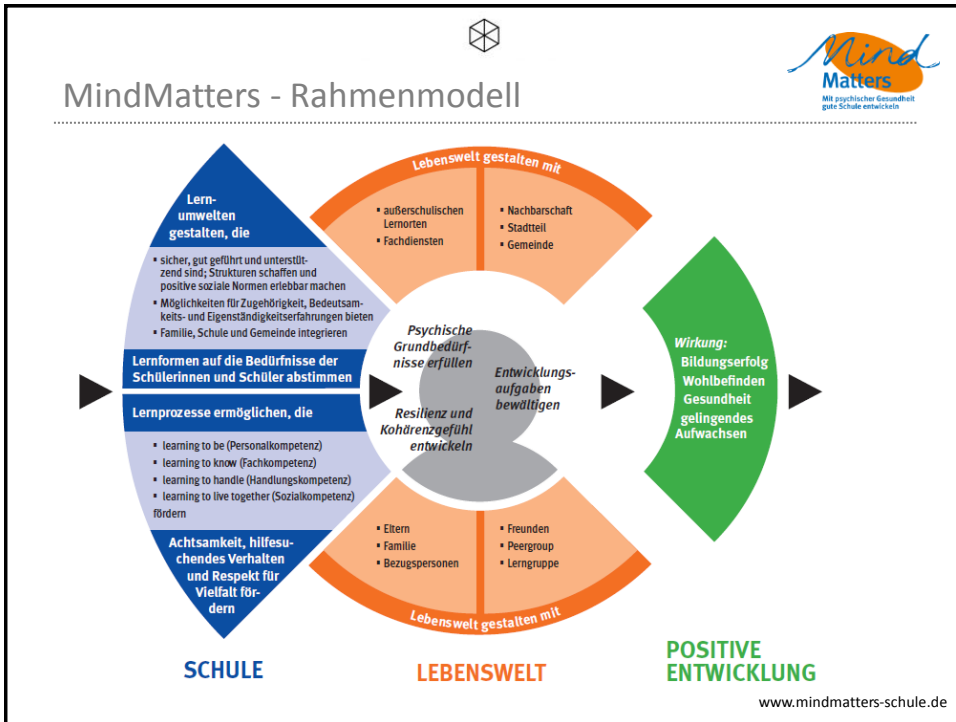 Mind
Matters
Mit psychischer Gesundheit
gute Schule entwickeln
MindMatters - Rahmenmodell
Lern-
umwelten
gestalten, die
▪ sicher, gut geführt und unterstüt-
zend sind; Strukturen schaffen und
positive soziale Normen erlebbar machen
▪ Möglichkeiten für Zugehörigkeit, Bedeutsam-
keits- und Eigenständigkeitserfahrungen bieten
▪ Familie, Schule und Gemeinde integrieren
Lernformen auf die Bedürfnisse der
Schülerinnen und Schüler abstimmen
Lernprozesse ermöglichen, die
▪ learning to be (Personalkompetenz)
▪ learning to know (Fachkompetenz)
▪ learning to handle (Handlungskompetenz)
▪ learning to live together (Sozialkompetenz)
fördern
Achtsamkeit, hilfesu-
chendes Verhalten
und Respekt für
Vielfalt för-
dern
Lebenswelt gestalten mit
▪ außerschulischen
Lernorten
▪ Fachdiensten
▪ Nachbarschaft
▪ Stadtteil
▪ Gemeinde
Psychische
Grundbedürf-
nisse erfüllen
Entwicklungs-
aufgaben
bewältigen
Resilienz und
Kohärenzgefühl
entwickeln
▪ Eltern
▪ Familie
▪ Bezugspersonen
▪ Freunden
▪ Peergroup
▪ Lerngruppe
Lebenswelt gestalten mit
Wirkung:
Bildungserfolg
Wohlbefinden
Gesundheit
gelingendes
Aufwachsen
SCHULE
LEBENSWELT
POSITIVE
ENTWICKLUNG
www.mindmatters-schule.de